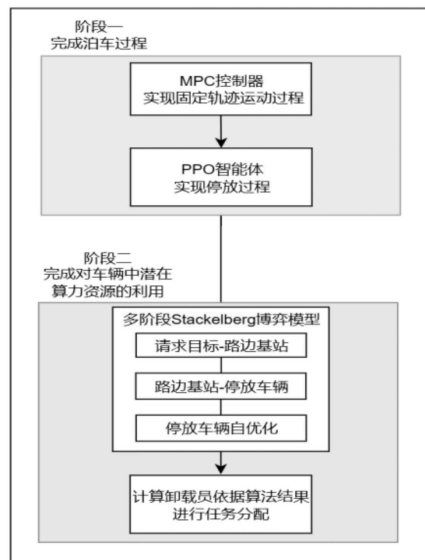 阶段一
完成泊车过程
MPC控制器
实现固定轨迹运动过程
PPO智能体
实现停放过程
阶段二
完成对车辆中潜在
算力资源的利用
多阶段Stackelberg博弈模型
请求目标-路边基站
路边基站-停放车辆
停放车辆自优化
计算卸载员依据算法结果
进行任务分配